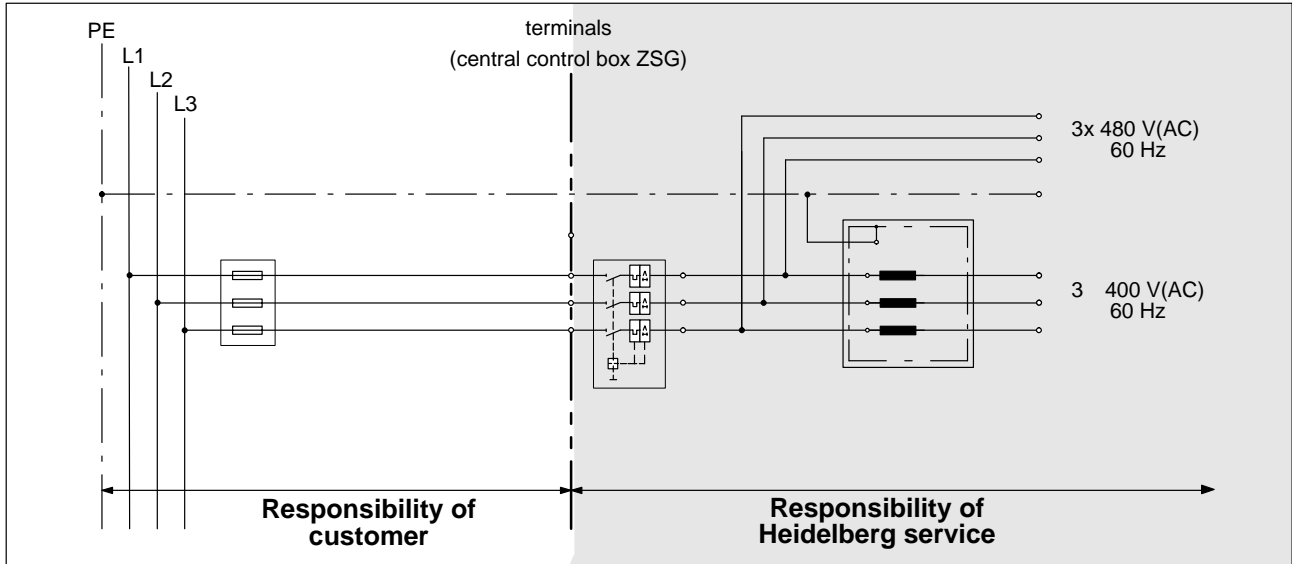 PE
L1
L2
L3
terminals
(central control box ZSG)
3x 480 V(AC)
60 Hz
3 400 V(AC)
60 Hz
Responsibility of
customer
Responsibility of
Heidelberg service